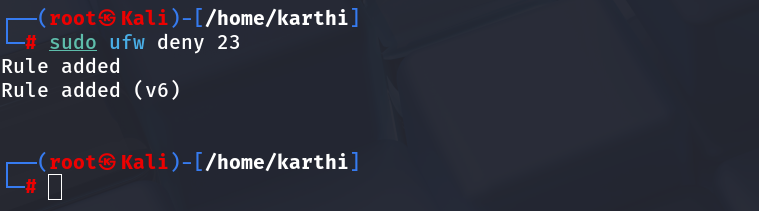 ┌──(root㉿Kali)-[/home/karthi]
└─# sudo ufw deny 23
Rule added
Rule added (v6)
┌──(root㉿Kali)-[/home/karthi]
└─#